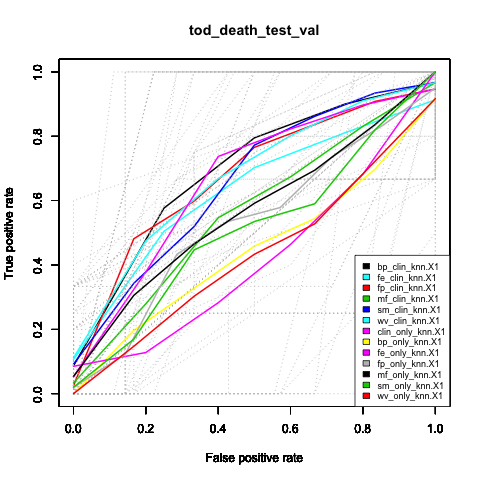 tod_death_test_val
True positive rate
1.0
0.8
0.6
0.4
0.2
0.0
bp_clin_knn.X1
fe_clin_knn.X1
fp_clin_knn.X1
mf_clin_knn.X1
sm_clin_knn.X1
wv_clin_knn.X1
clin_only_knn.X1
bp_only_knn.X1
fe_only_knn.X1
fp_only_knn.X1
mf_only_knn.X1
sm_only_knn.X1
wv_only_knn.X1
0.0 0.2 0.4 0.6 0.8 1.0
False positive rate